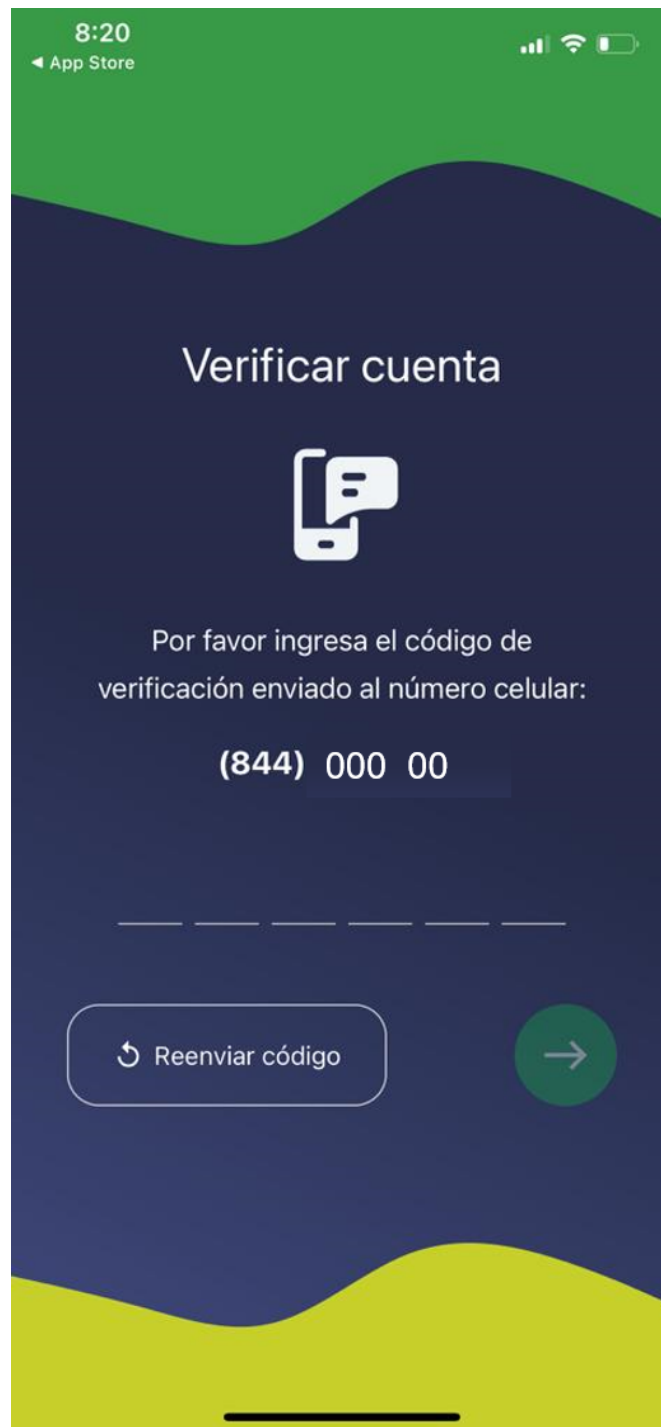 8:20
◀ App Store
Verificar cuenta
Por favor ingresa el código de
verificación enviado al número celular:
(844) 000 00
Reenviar código